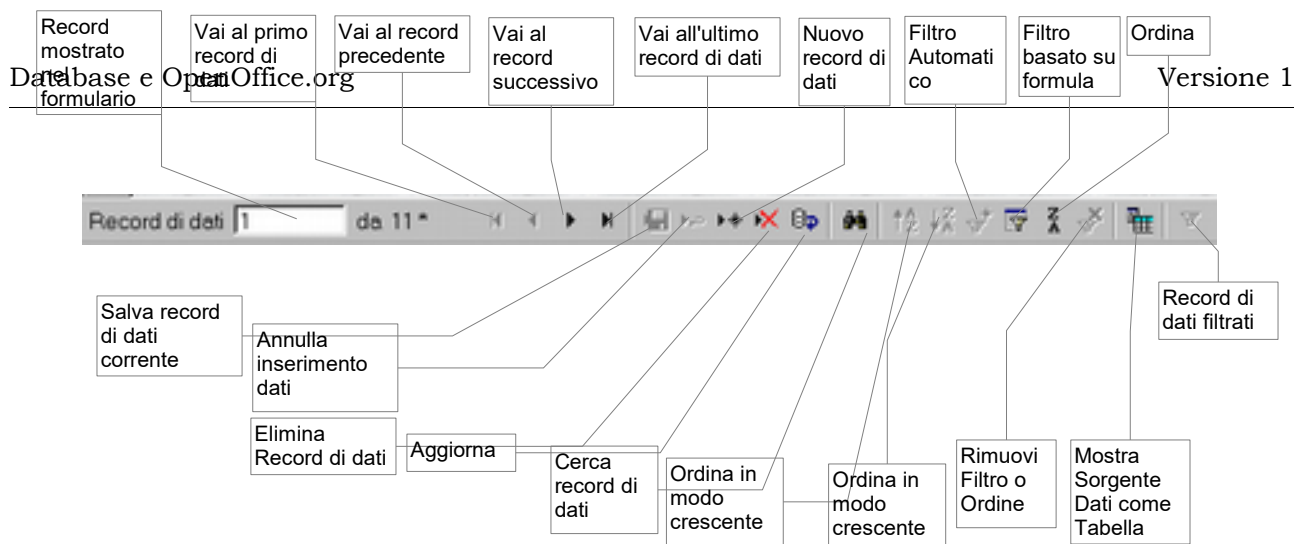 Record
mostrato
nel
formulario
Vai al primo
record di
dati
Vai al record
precedente
Vai al
record
successivo
Vai all'ultimo
record di dati
Nuovo
record di
dati
Filtro
Automati
co
Filtro
basato su
formula
Ordina
Database e OpenOffice.org
Versione 1
Record di dati 1 da 11 *
Salva record
di dati
corrente
Annulla
inserimento
dati
Elimina
Record di dati
Aggiorna
Cerca
record di
dati
Ordina in
modo
crescente
Ordina in
modo
crescente
Rimuovi
Filtro o
Ordine
Mostra
Sorgente
Dati come
Tabella
Record di
dati filtrati